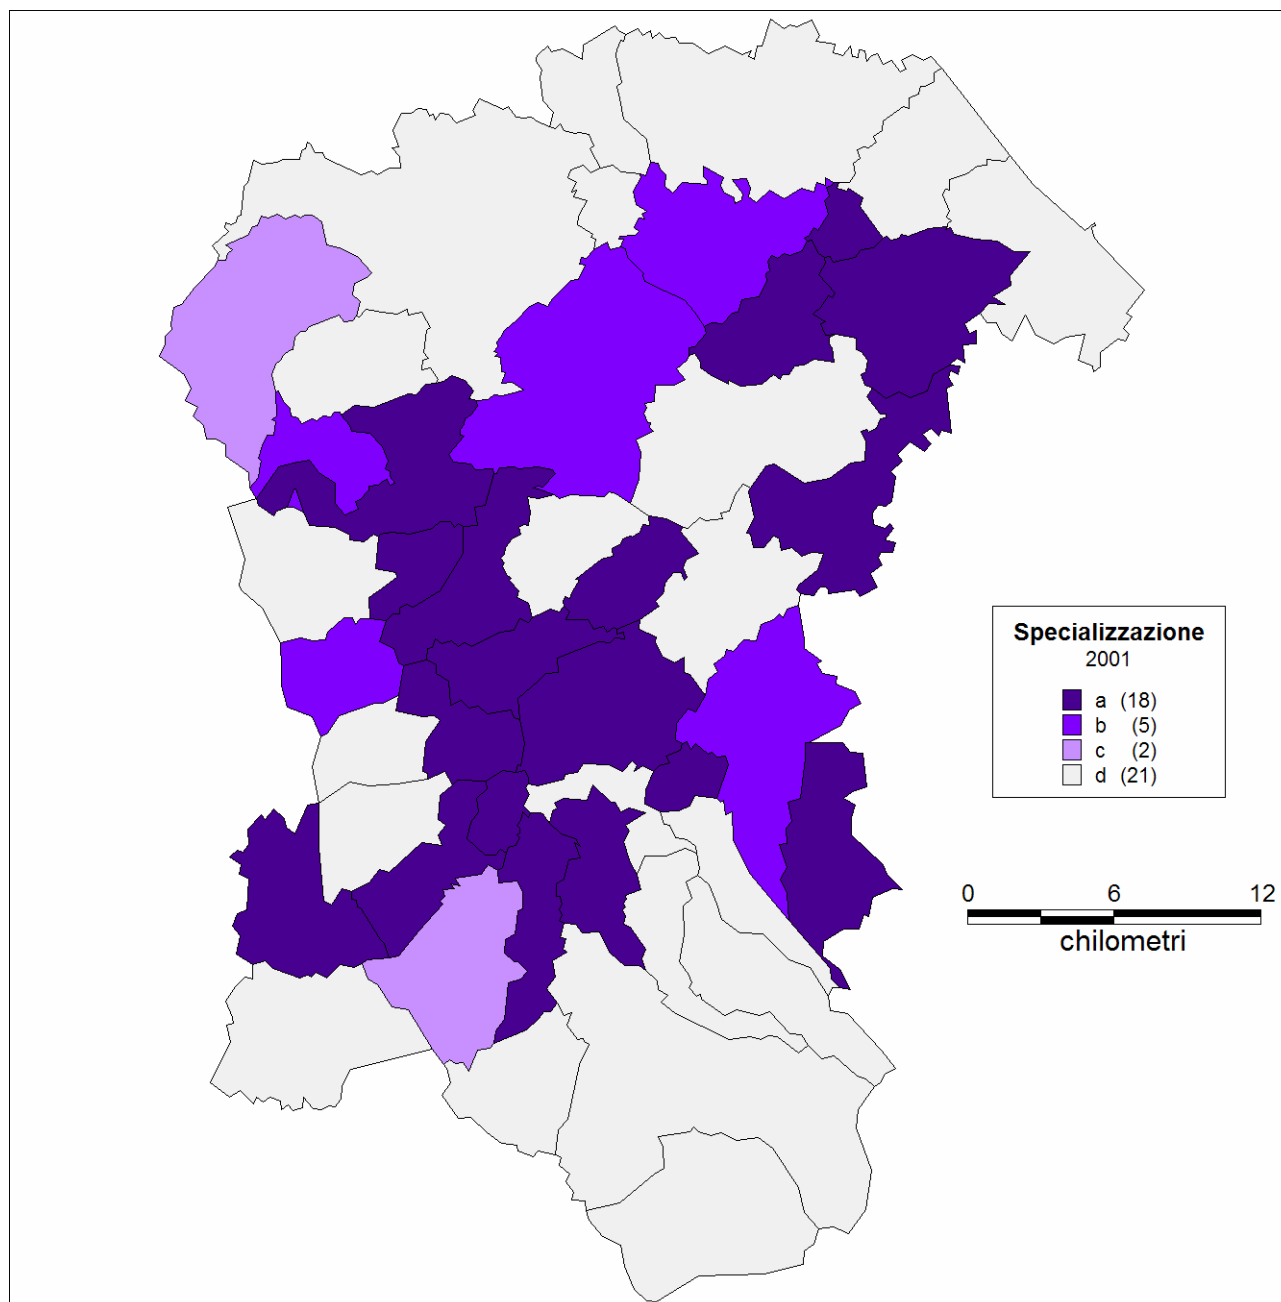 Specializzazione
2001
a (18)
b (5)
c (2)
d (21)
0 6 12
chilometri